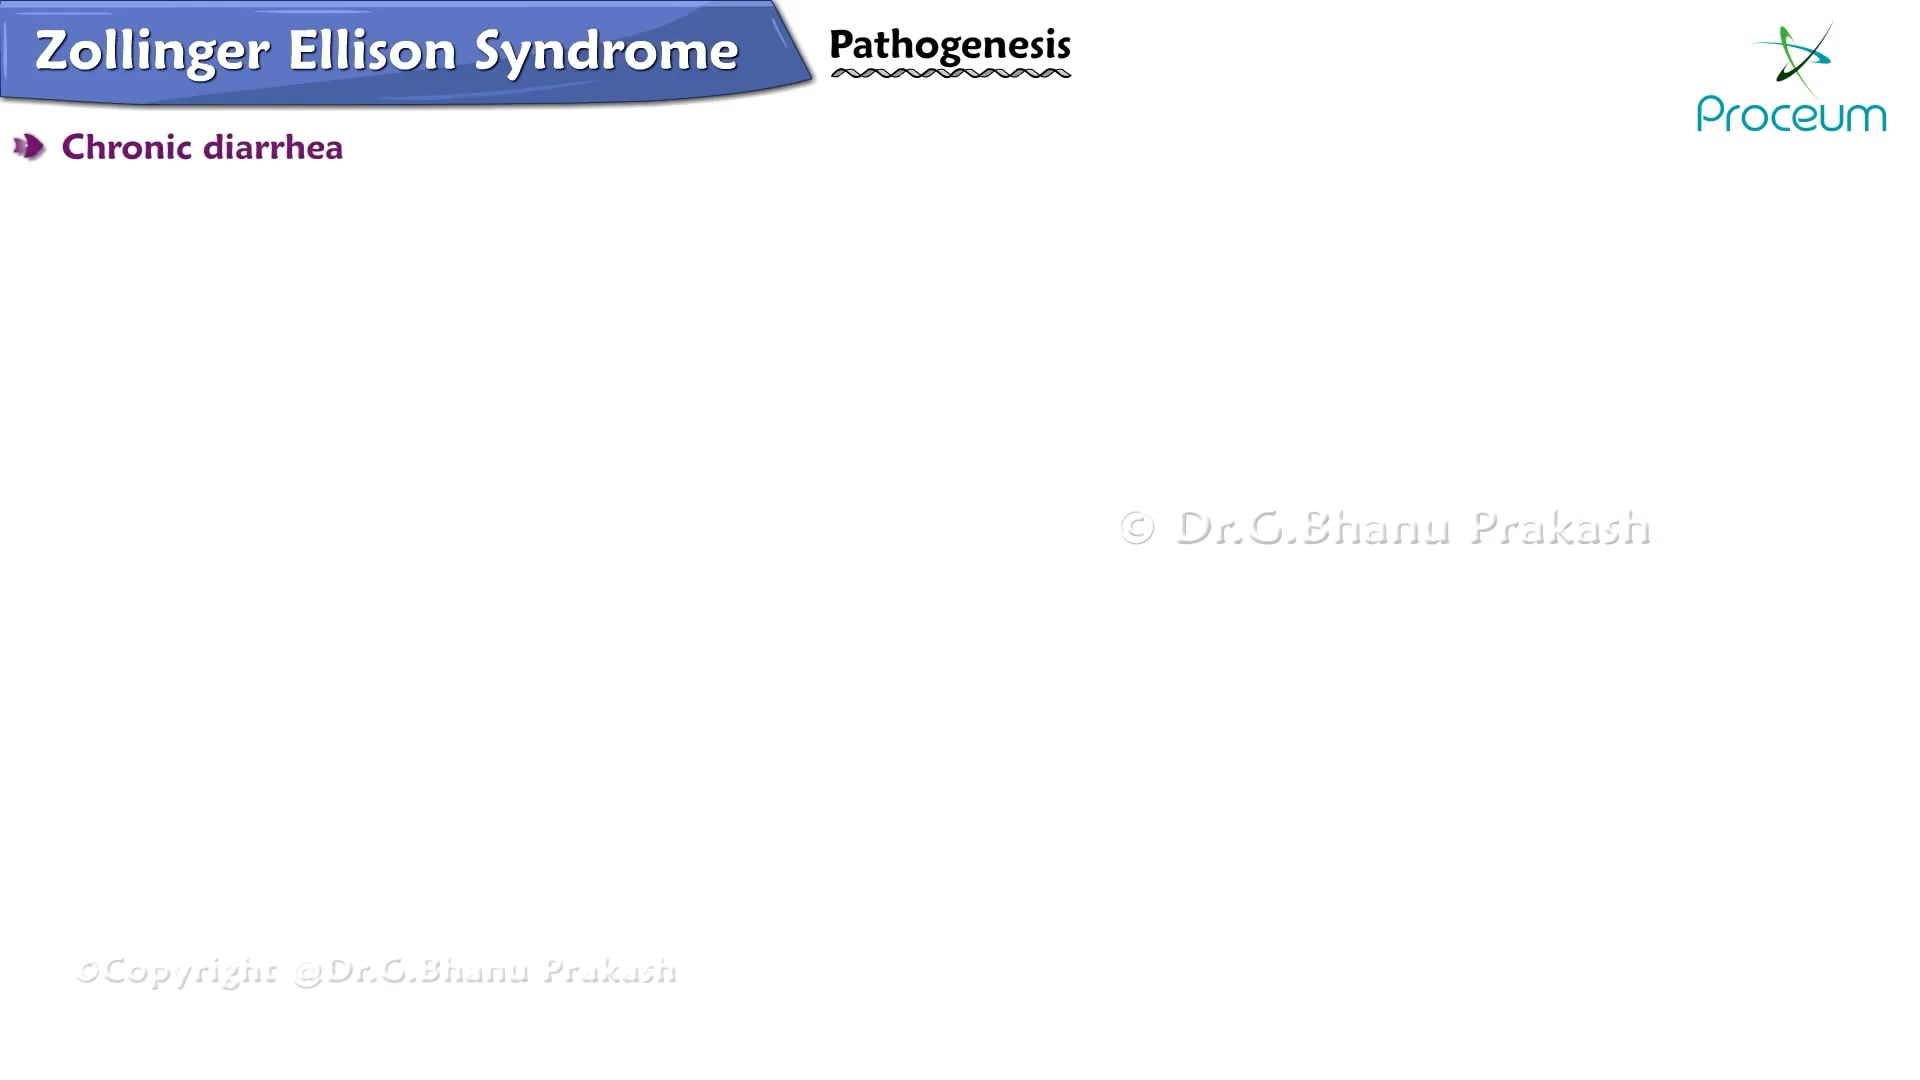 Zollinger Ellison Syndrome
Pathogenesis
Proceum
Chronic diarrhea
© Dr.G.Bhanu Prakash
©Copyright @Dr.G.Bhanu Prakash